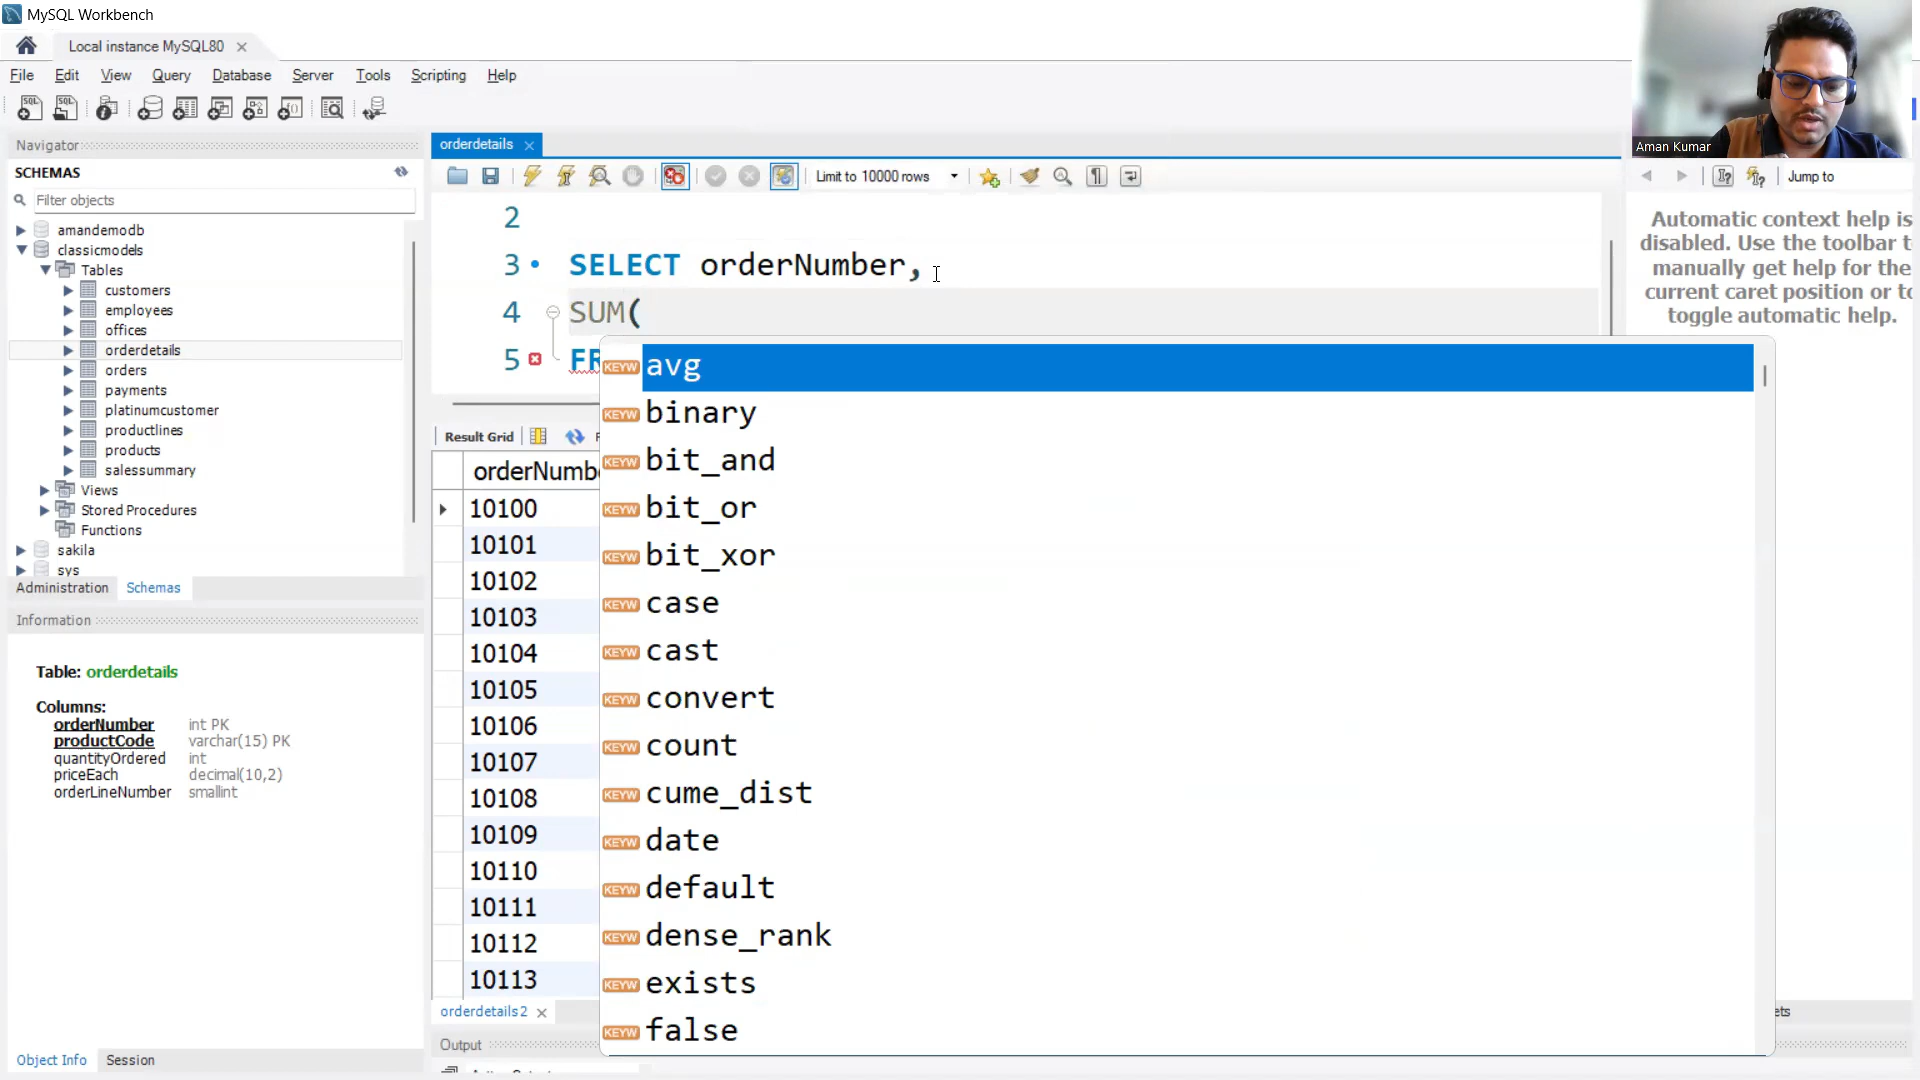 MySQL Workbench
Local instance MySQL80
File Edit View Query Database Server Tools Scripting Help
Navigator
SCHEMAS
Filter objects
amandemodb
classicmodels
Tables
customers
employees
offices
orderdetails
orders
payments
platinumcustomer
productlines
products
salessummary
Views
Stored Procedures
Functions
sakila
sys
Administration Schemas
Information
Table: orderdetails
Columns:
orderNumber int PK
productCode varchar(15) PK
quantityOrdered int
priceEach decimal(10,2)
orderLineNumber smallint
Object Info Session
orderdetails
Limit to 10000 rows
2
3 SELECT orderNumber,
4 SUM(
5 FR
avg
binary
bit_and
bit_or
bit_xor
case
cast
convert
count
cume_dist
date
default
dense_rank
exists
false
Result Grid
orderNumb
10100
10101
10102
10103
10104
10105
10106
10107
10108
10109
10110
10111
10112
10113
orderdetails2
Output
Aman Kumar
Jump to
Automatic context help is
disabled. Use the toolbar t
manually get help for the
current caret position or to
toggle automatic help.